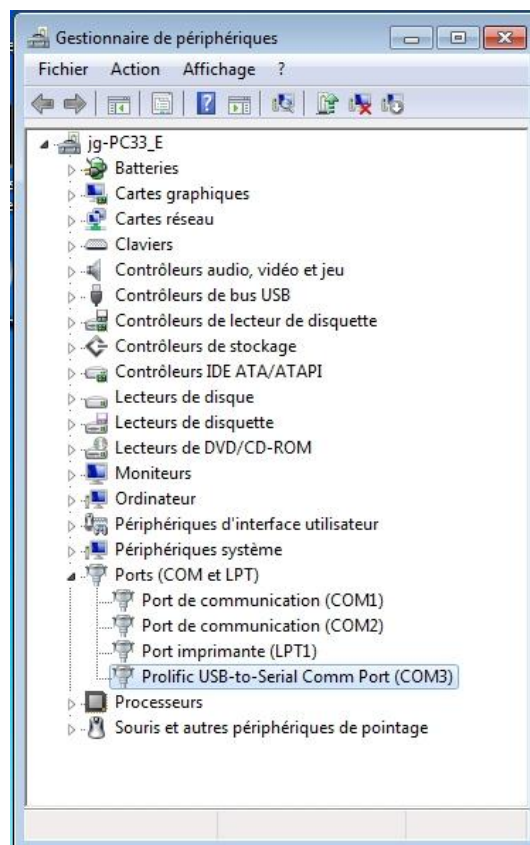 Gestionnaire de périphériques
Fichier Action Affichage ?
jg-PC33_E
Batteries
Cartes graphiques
Cartes réseau
Claviers
Contrôleurs audio, vidéo et jeu
Contrôleurs de bus USB
Contrôleurs de lecteur de disquette
Contrôleurs de stockage
Contrôleurs IDE ATA/ATAPI
Lecteurs de disque
Lecteurs de disquette
Lecteurs de DVD/CD-ROM
Moniteurs
Ordinateur
Périphériques d'interface utilisateur
Périphériques système
Ports (COM et LPT)
Port de communication (COM1)
Port de communication (COM2)
Port imprimante (LPT1)
Prolific USB-to-Serial Comm Port (COM3)
Processeurs
Souris et autres périphériques de pointage